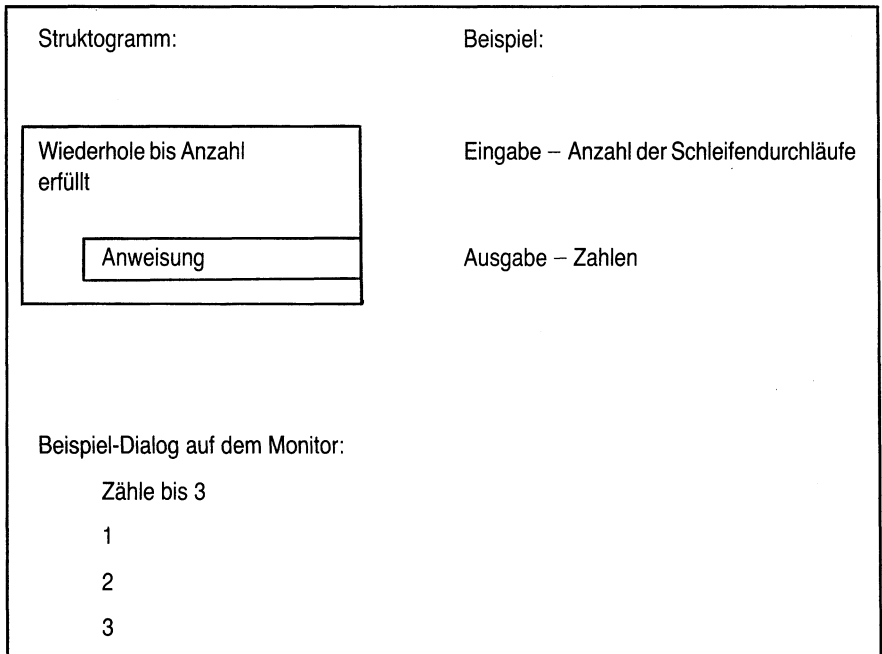 Struktogramm:
Beispiel:
Wiederhole bis Anzahl
erfüllt
Eingabe – Anzahl der Schleifendurchläufe
Anweisung
Ausgabe – Zahlen
Beispiel-Dialog auf dem Monitor:
Zähle bis 3
1
2
3